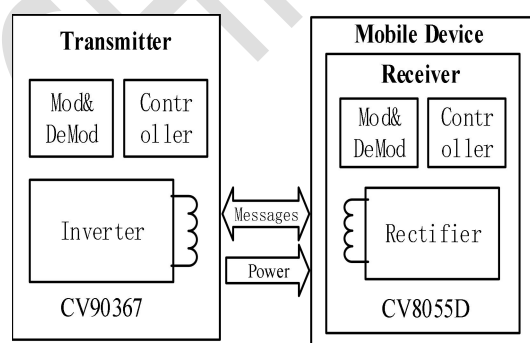 Transmitter
Mod&
DeMod
Contr
oller
Inverter
CV90367
Messages
Power
Mobile Device
Receiver
Mod&
DeMod
Contr
oller
Rectifier
CV8055D